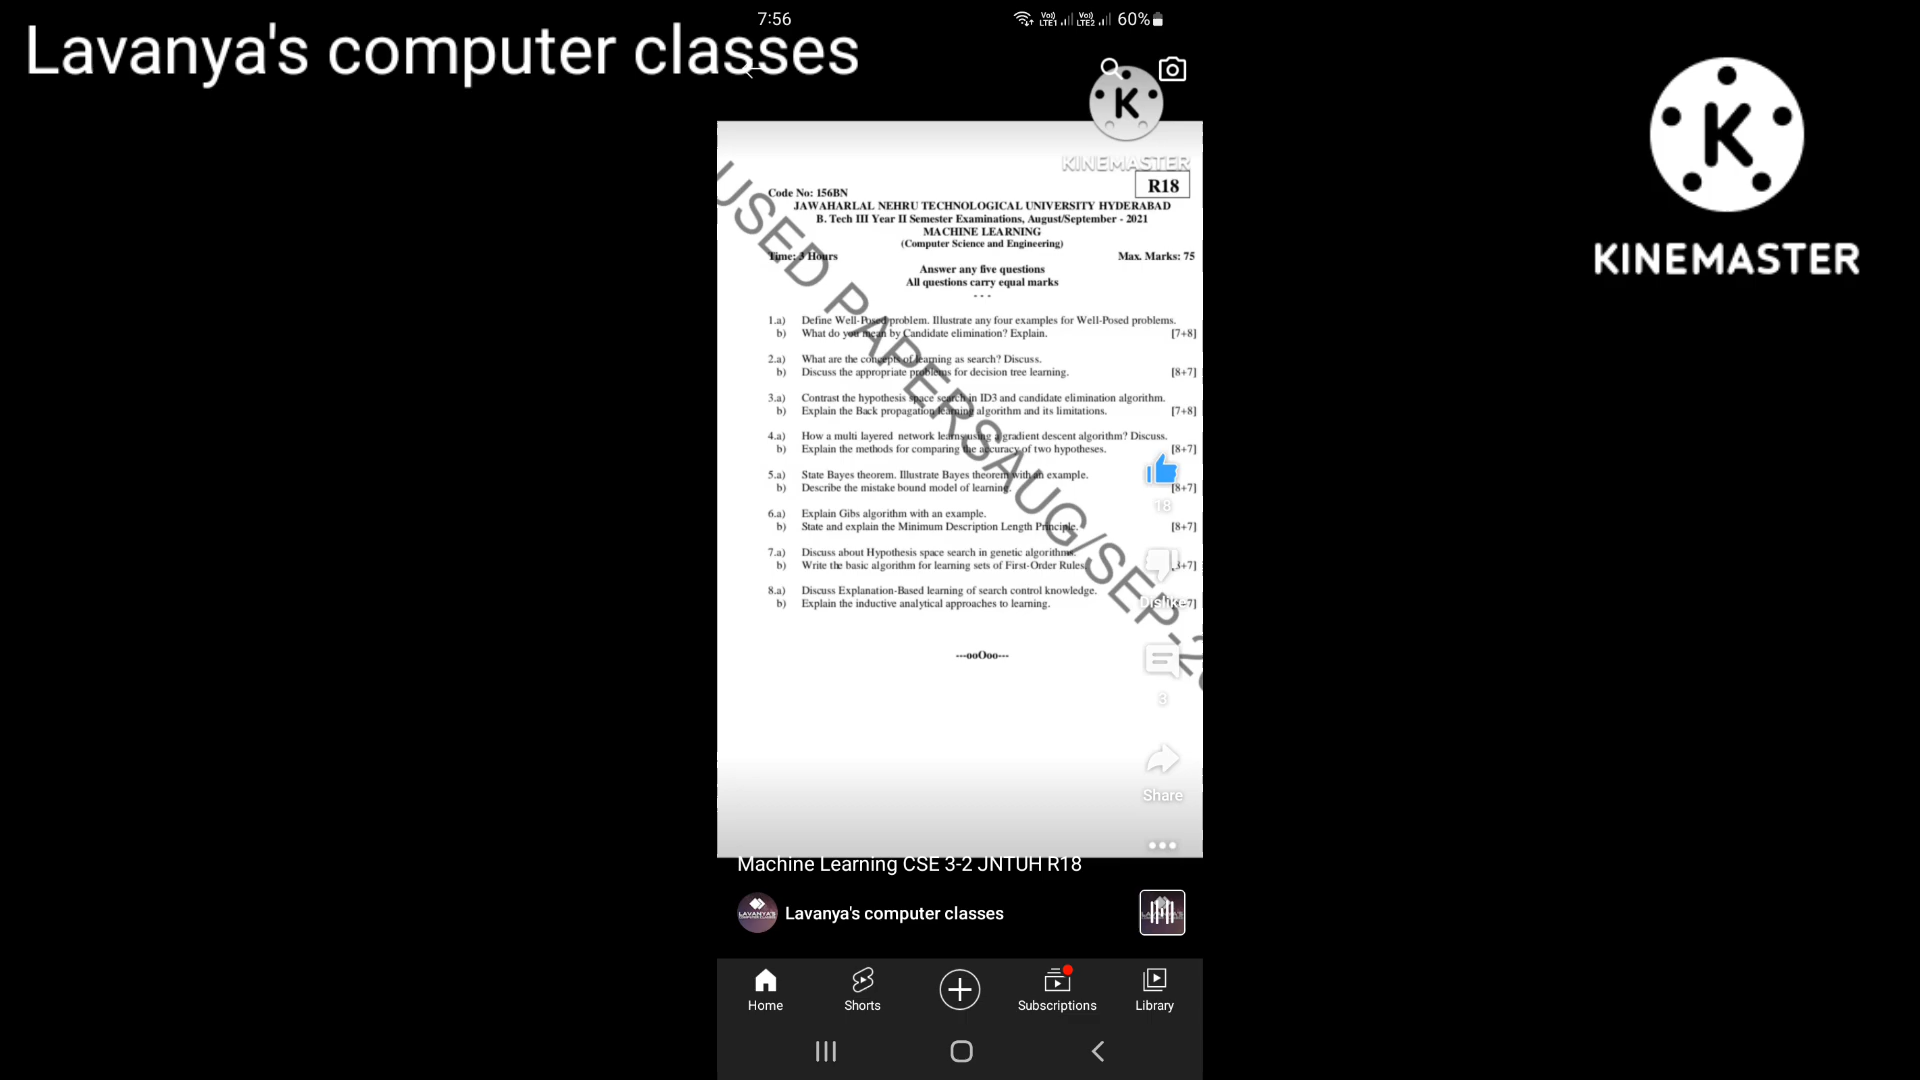 7:56
Vo) LTE1 Vo) LTE2 60%
Lavanya's computer classes
K
KINEMASTER
K
KINEMASTER
R18
Code No: 156BN
JAWAHARLAL NEHRU TECHNOLOGICAL UNIVERSITY HYDERABAD
B. Tech III Year II Semester Examinations, August/September - 2021
MACHINE LEARNING
(Computer Science and Engineering)
Time: 3 Hours Max. Marks: 75
Answer any five questions
All questions carry equal marks
- - -
1.a) Define Well-Posed problem. Illustrate any four examples for Well-Posed problems.
b) What do you mean by Candidate elimination? Explain. [7+8]
2.a) What are the concepts of learning as search? Discuss.
b) Discuss the appropriate problems for decision tree learning. [8+7]
3.a) Contrast the hypothesis space search in ID3 and candidate elimination algorithm.
b) Explain the Back propagation learning algorithm and its limitations. [7+8]
4.a) How a multi layered network learns using a gradient descent algorithm? Discuss.
b) Explain the methods for comparing the accuracy of two hypotheses. [8+7]
5.a) State Bayes theorem. Illustrate Bayes theorem with an example.
b) Describe the mistake bound model of learning. [8+7]
6.a) Explain Gibs algorithm with an example.
b) State and explain the Minimum Description Length Principle. [8+7]
7.a) Discuss about Hypothesis space search in genetic algorithms.
b) Write the basic algorithm for learning sets of First-Order Rules. +7]
8.a) Discuss Explanation-Based learning of search control knowledge.
b) Explain the inductive analytical approaches to learning. 7]
---ooOoo---
USED PAPERSAUG/SEP-2
18
Dislike
3
Share
Machine Learning CSE 3-2 JNTUH R18
Lavanya's computer classes
Home Shorts Subscriptions Library